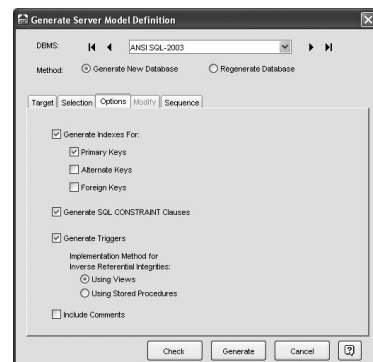 Generate Server Model Definition
DBMS: ANSI SQL-2003
Method: Generate New Database Regenerate Database
Target Selection Options Modify Sequence
Generate Indexes For:
Primary Keys
Alternate Keys
Foreign Keys
Generate SQL CONSTRAINT Clauses
Generate Triggers
Implementation Method for
Inverse Referential Integrities:
Using Views
Using Stored Procedures
Include Comments
Check Generate Cancel ?